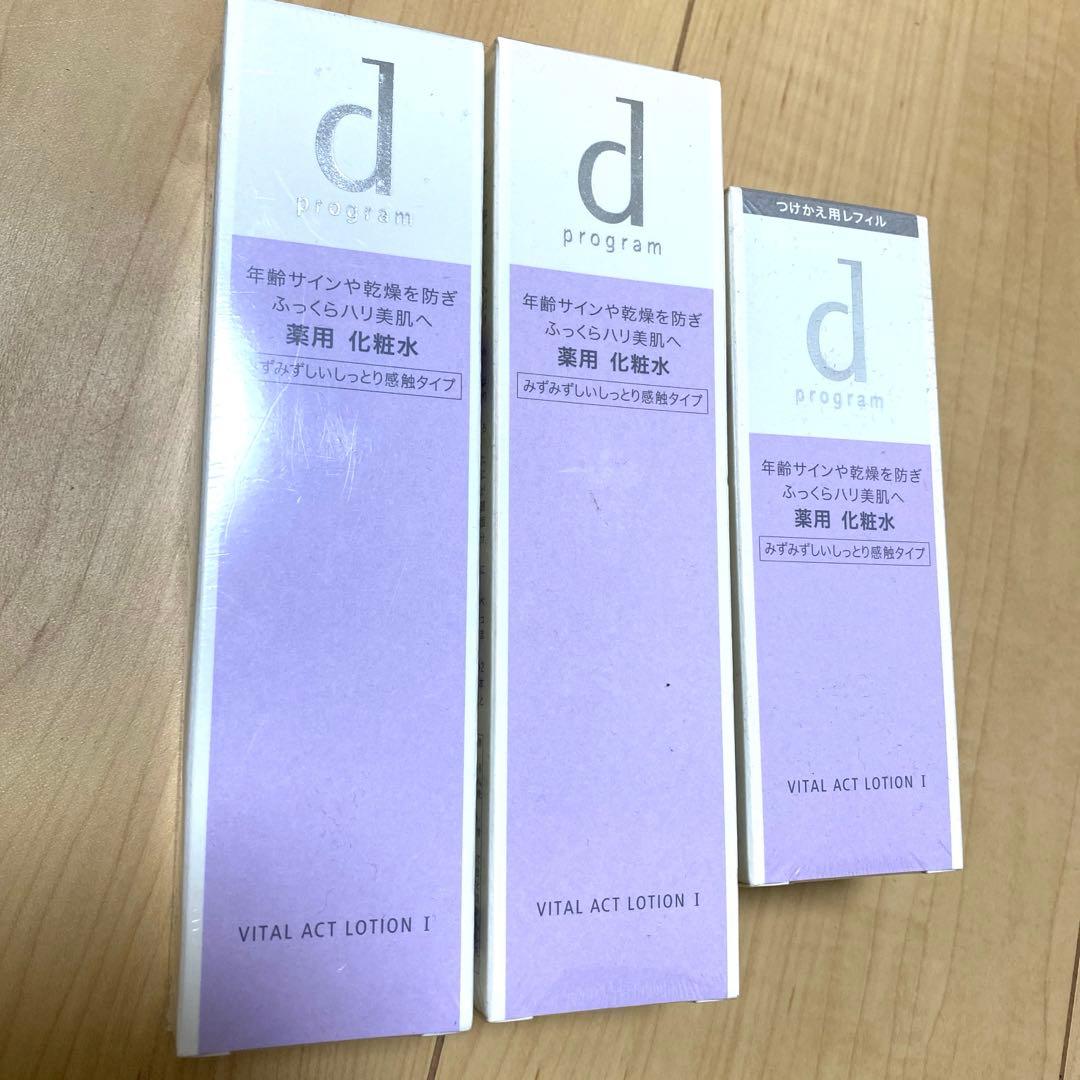 d
program
年齢サインや乾燥を防ぎ
ふっくらハリ美肌へ
薬用 化粧水
みずみずしいしっとり感触タイプ
VITAL ACT LOTION I
d
program
年齢サインや乾燥を防ぎ
ふっくらハリ美肌へ
薬用 化粧水
みずみずしいしっとり感触タイプ
VITAL ACT LOTION I
つけかえ用レフィル
d
program
年齢サインや乾燥を防ぎ
ふっくらハリ美肌へ
薬用 化粧水
みずみずしいしっとり感触タイプ
VITAL ACT LOTION I